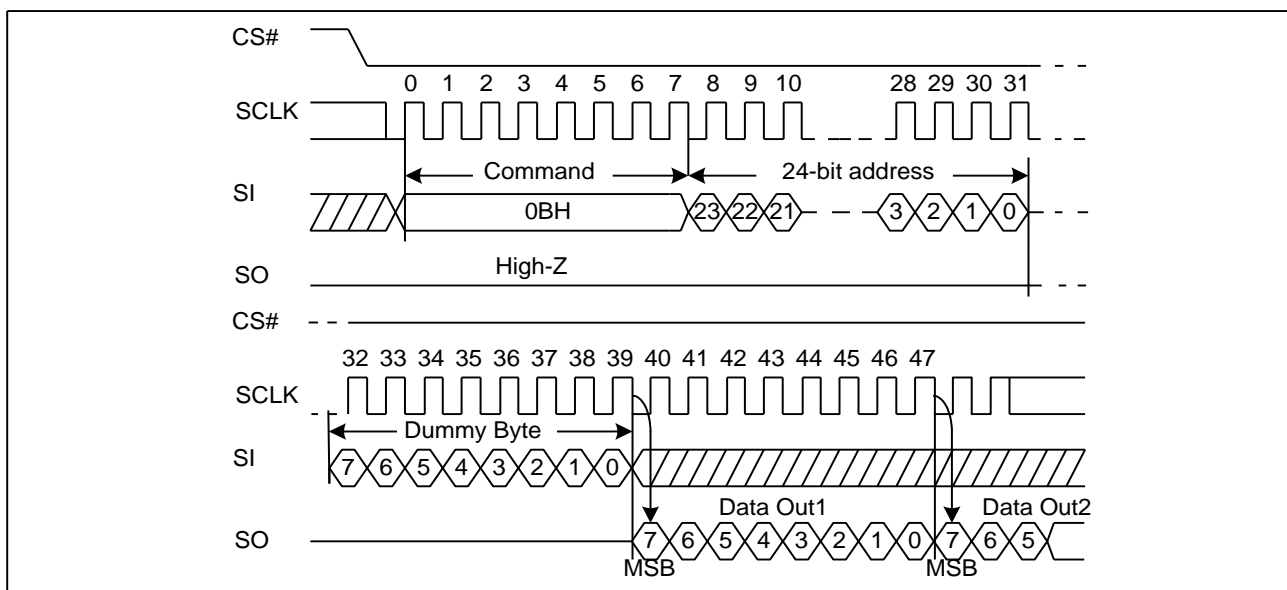 CS#
0 1 2 3 4 5 6 7 8 9 10 28 29 30 31
SCLK
Command 24-bit address
SI
0BH 23 22 21 3 2 1 0
High-Z
SO
CS#
32 33 34 35 36 37 38 39 40 41 42 43 44 45 46 47
SCLK
Dummy Byte
SI
7 6 5 4 3 2 1 0
Data Out1 Data Out2
SO
7 6 5 4 3 2 1 0 7 6 5
MSB MSB